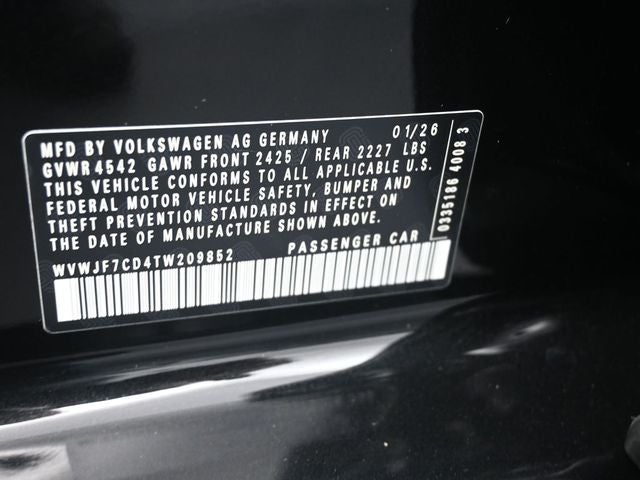 MFD BY VOLKSWAGEN AG GERMANY 01/26
GVWR 4542 GAWR FRONT 2425 / REAR 2227 LBS
THIS VEHICLE CONFORMS TO ALL APPLICABLE U.S.
FEDERAL MOTOR VEHICLE SAFETY, BUMPER AND
THEFT PREVENTION STANDARDS IN EFFECT ON
THE DATE OF MANUFACTURE SHOWN ABOVE.
WVWJF7CD4TW209852 PASSENGER CAR
0335186 4008 3